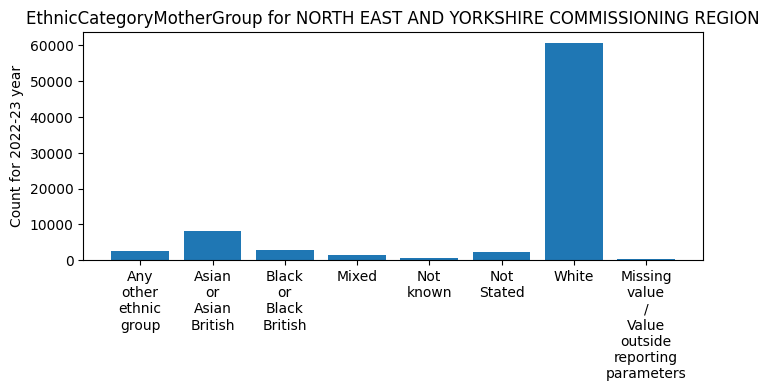 EthnicCategoryMotherGroup for NORTH EAST AND YORKSHIRE COMMISSIONING REGION
Count for 2022-23 year
60000
50000
40000
30000
20000
10000
0
Any
other
ethnic
group
Asian
or
Asian
British
Black
or
Black
British
Mixed
Not
known
Not
Stated
White
Missing
value
/
Value
outside
reporting
parameters